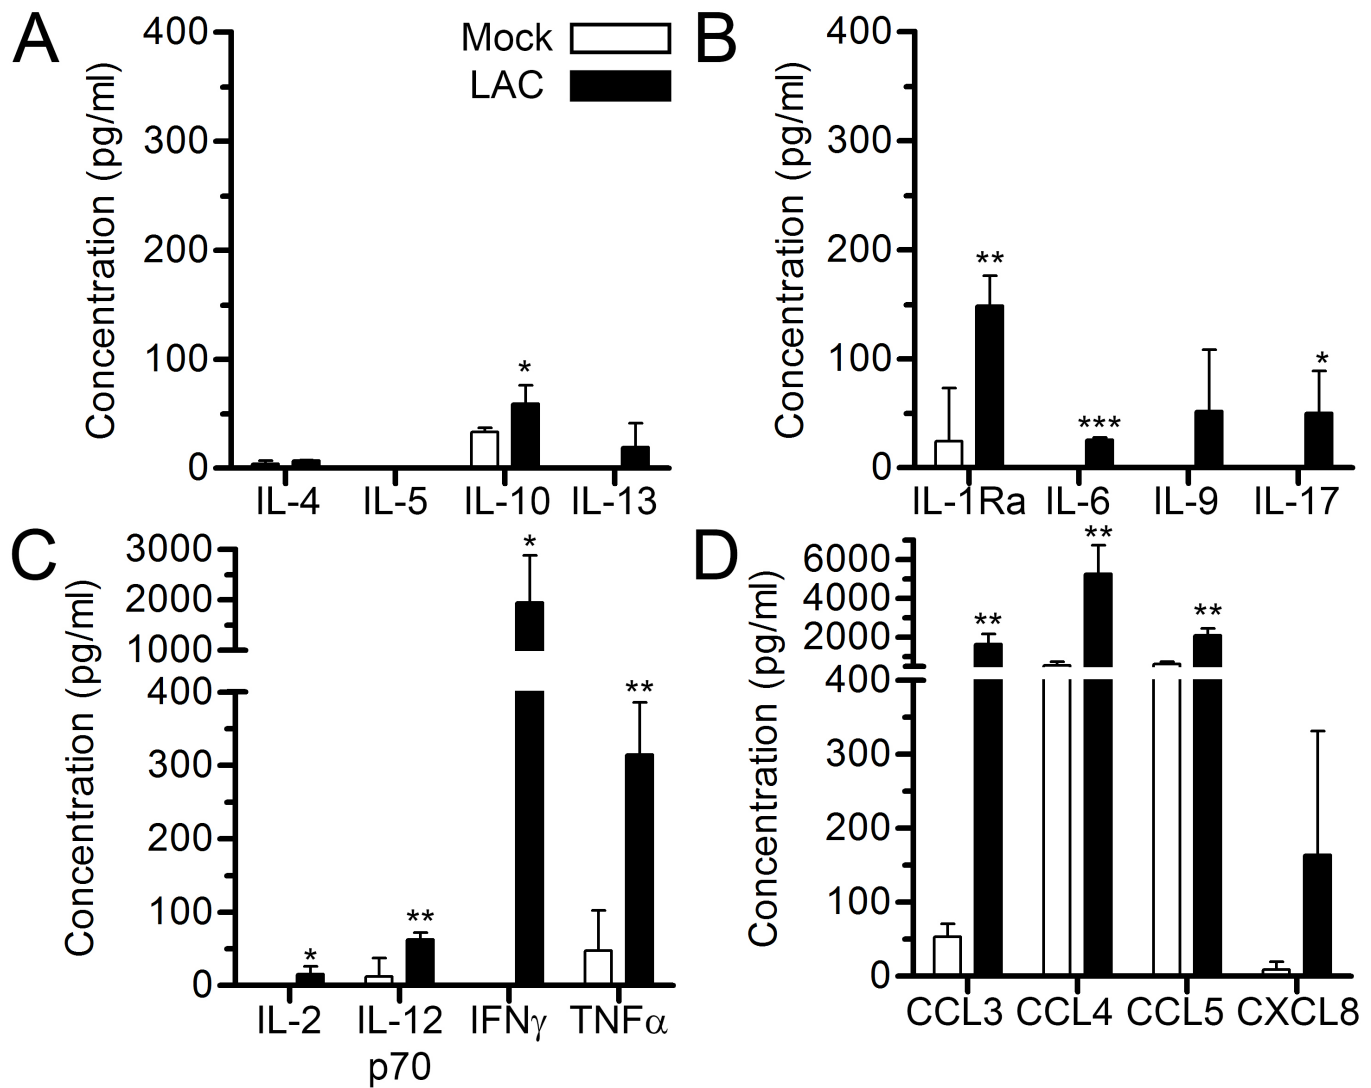 A
Concentration (pg/ml)
400
300
200
100
0
Mock
LAC
*
IL-4 IL-5 IL-10 IL-13
B
Concentration (pg/ml)
400
300
200
100
0
**
***
*
IL-1Ra IL-6 IL-9 IL-17
C
Concentration (pg/ml)
3000
2000
1000
400
300
200
100
0
*
**
*
**
IL-2 IL-12 IFNγ TNFα
p70
D
Concentration (pg/ml)
6000
4000
2000
400
300
200
100
0
**
**
**
CCL3 CCL4 CCL5 CXCL8